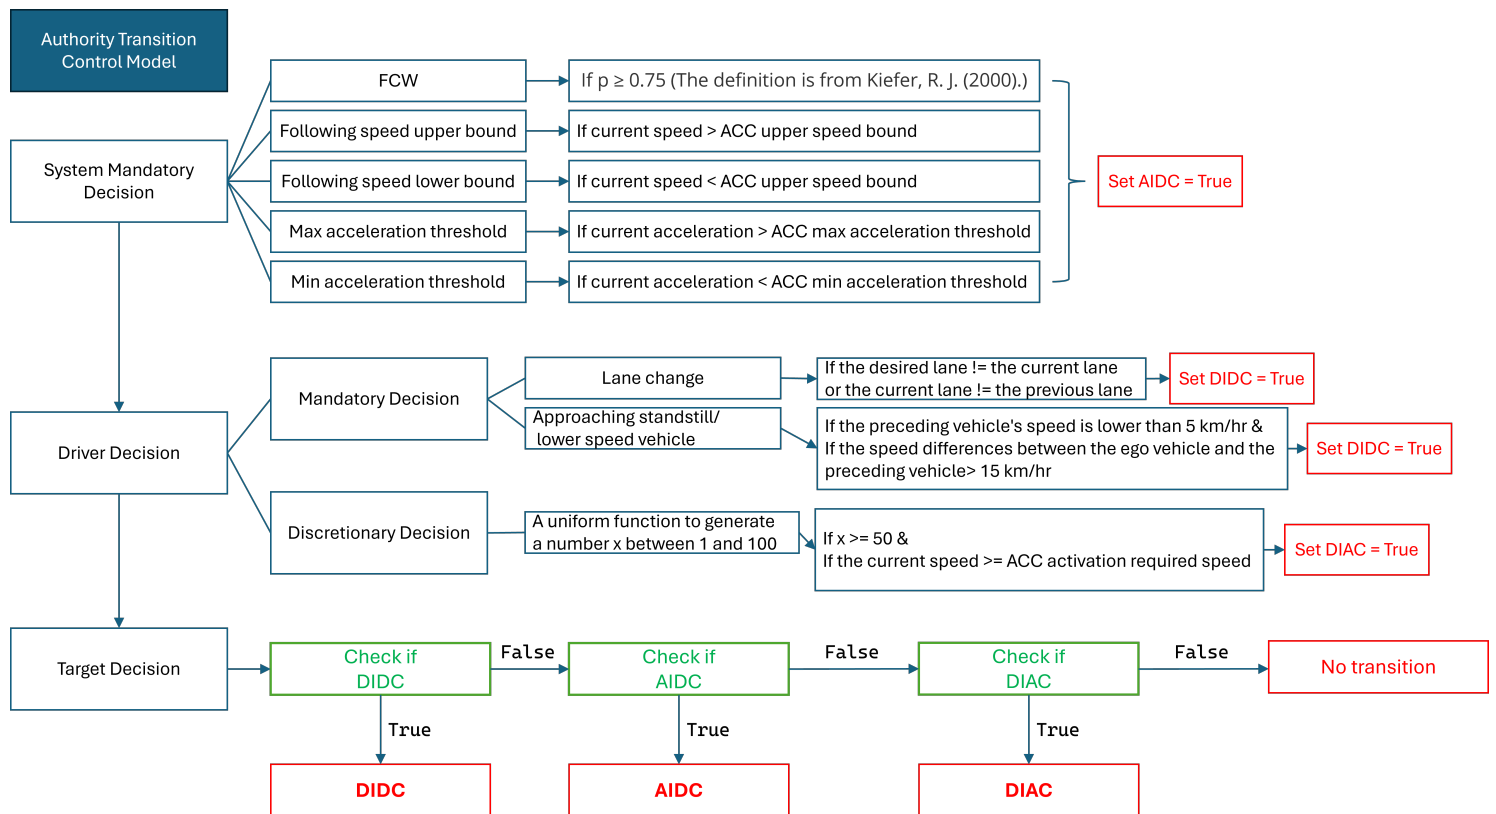 Authority Transition
Control Model
System Mandatory
Decision
FCW
If p ≥ 0.75 (The definition is from Kiefer, R. J. (2000).)
Following speed upper bound
If current speed > ACC upper speed bound
Following speed lower bound
If current speed < ACC upper speed bound
Max acceleration threshold
If current acceleration > ACC max acceleration threshold
Min acceleration threshold
If current acceleration < ACC min acceleration threshold
Set AIDC = True
Driver Decision
Mandatory Decision
Lane change
If the desired lane != the current lane
or the current lane != the previous lane
Set DIDC = True
Approaching standstill/
lower speed vehicle
If the preceding vehicle's speed is lower than 5 km/hr &
If the speed differences between the ego vehicle and the
preceding vehicle> 15 km/hr
Set DIDC = True
Discretionary Decision
A uniform function to generate
a number x between 1 and 100
If x >= 50 &
If the current speed >= ACC activation required speed
Set DIAC = True
Target Decision
Check if
DIDC
False
Check if
AIDC
False
Check if
DIAC
False
No transition
True
True
True
DIDC
AIDC
DIAC